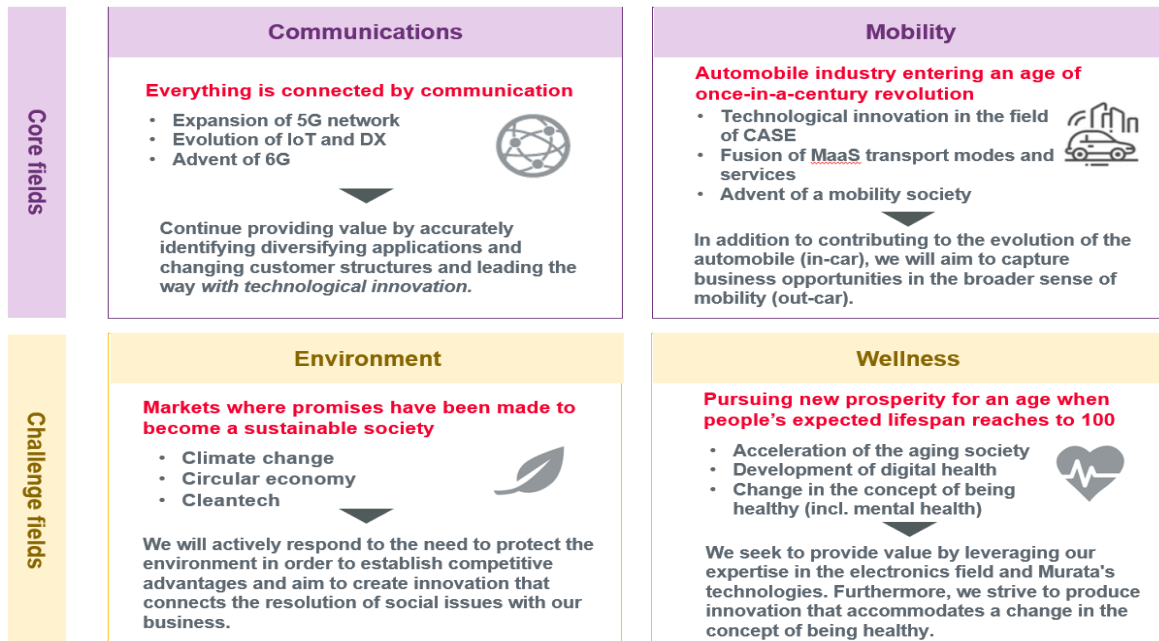 Core fields
Communications
Everything is connected by communication
• Expansion of 5G network
• Evolution of IoT and DX
• Advent of 6G
Continue providing value by accurately
identifying diversifying applications and
changing customer structures and leading the
way with technological innovation.
Mobility
Automobile industry entering an age of
once-in-a-century revolution
• Technological innovation in the field
of CASE
• Fusion of MaaS transport modes and
services
• Advent of a mobility society
In addition to contributing to the evolution of the
automobile (in-car), we will aim to capture
business opportunities in the broader sense of
mobility (out-car).
Challenge fields
Environment
Markets where promises have been made to
become a sustainable society
• Climate change
• Circular economy
• Cleantech
We will actively respond to the need to protect the
environment in order to establish competitive
advantages and aim to create innovation that
connects the resolution of social issues with our
business.
Wellness
Pursuing new prosperity for an age when
people’s expected lifespan reaches to 100
• Acceleration of the aging society
• Development of digital health
• Change in the concept of being
healthy (incl. mental health)
We seek to provide value by leveraging our
expertise in the electronics field and Murata's
technologies. Furthermore, we strive to produce
innovation that accommodates a change in the
concept of being healthy.